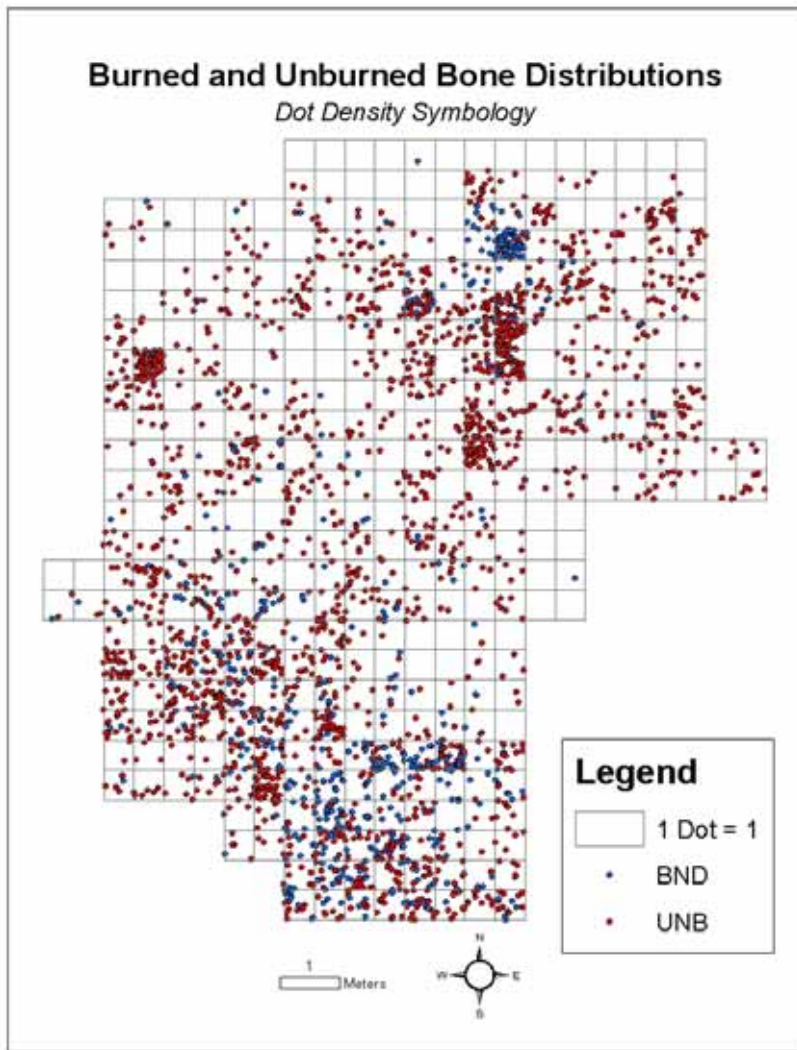 Burned and Unburned Bone Distributions
Dot Density Symbology
Legend
1 Dot = 1
BND
UNB
1
Meters
N
W E
S